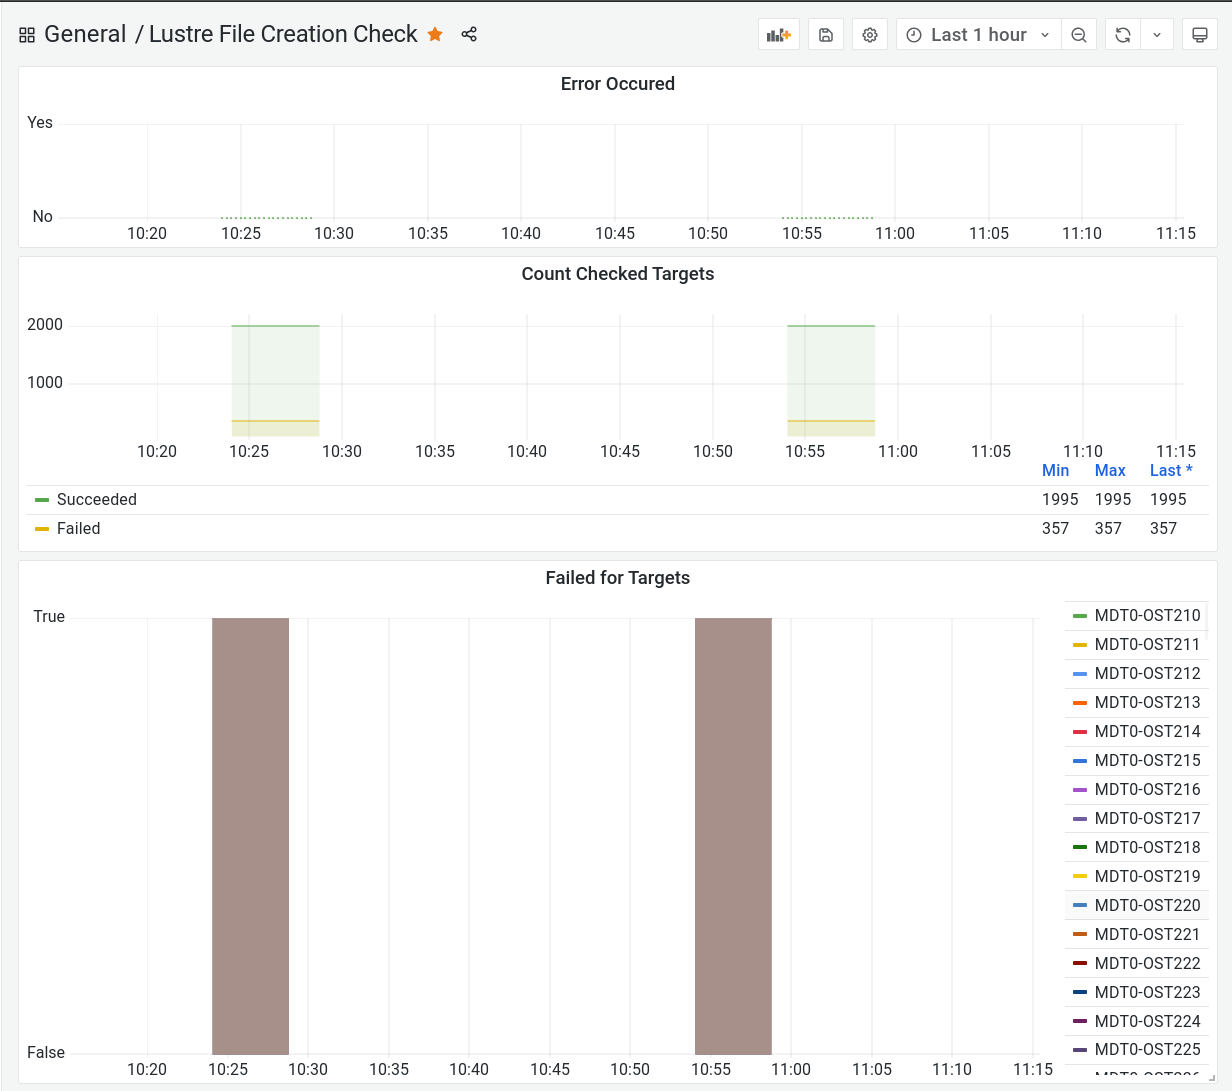 General / Lustre File Creation Check
Last 1 hour
Error Occured
Yes
No
10:20 10:25 10:30 10:35 10:40 10:45 10:50 10:55 11:00 11:05 11:10 11:15
Count Checked Targets
2000
1000
10:20 10:25 10:30 10:35 10:40 10:45 10:50 10:55 11:00 11:05 11:10 11:15
Min Max Last *
Succeeded 1995 1995 1995
Failed 357 357 357
Failed for Targets
True
False
10:20 10:25 10:30 10:35 10:40 10:45 10:50 10:55 11:00 11:05 11:10 11:15
MDT0-OST210
MDT0-OST211
MDT0-OST212
MDT0-OST213
MDT0-OST214
MDT0-OST215
MDT0-OST216
MDT0-OST217
MDT0-OST218
MDT0-OST219
MDT0-OST220
MDT0-OST221
MDT0-OST222
MDT0-OST223
MDT0-OST224
MDT0-OST225